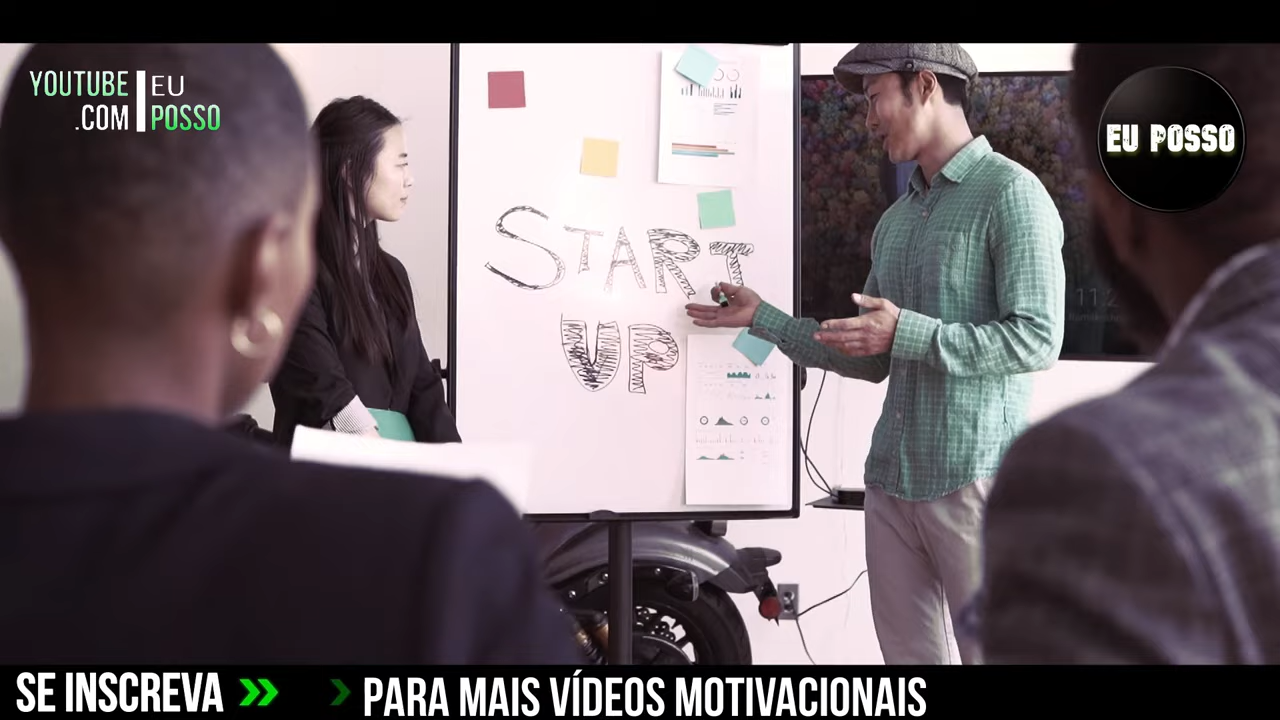 YOUTUBE
.COM
EU
POSSO
EU POSSO
START
UP
SE INSCREVA
PARA MAIS VÍDEOS MOTIVACIONAIS